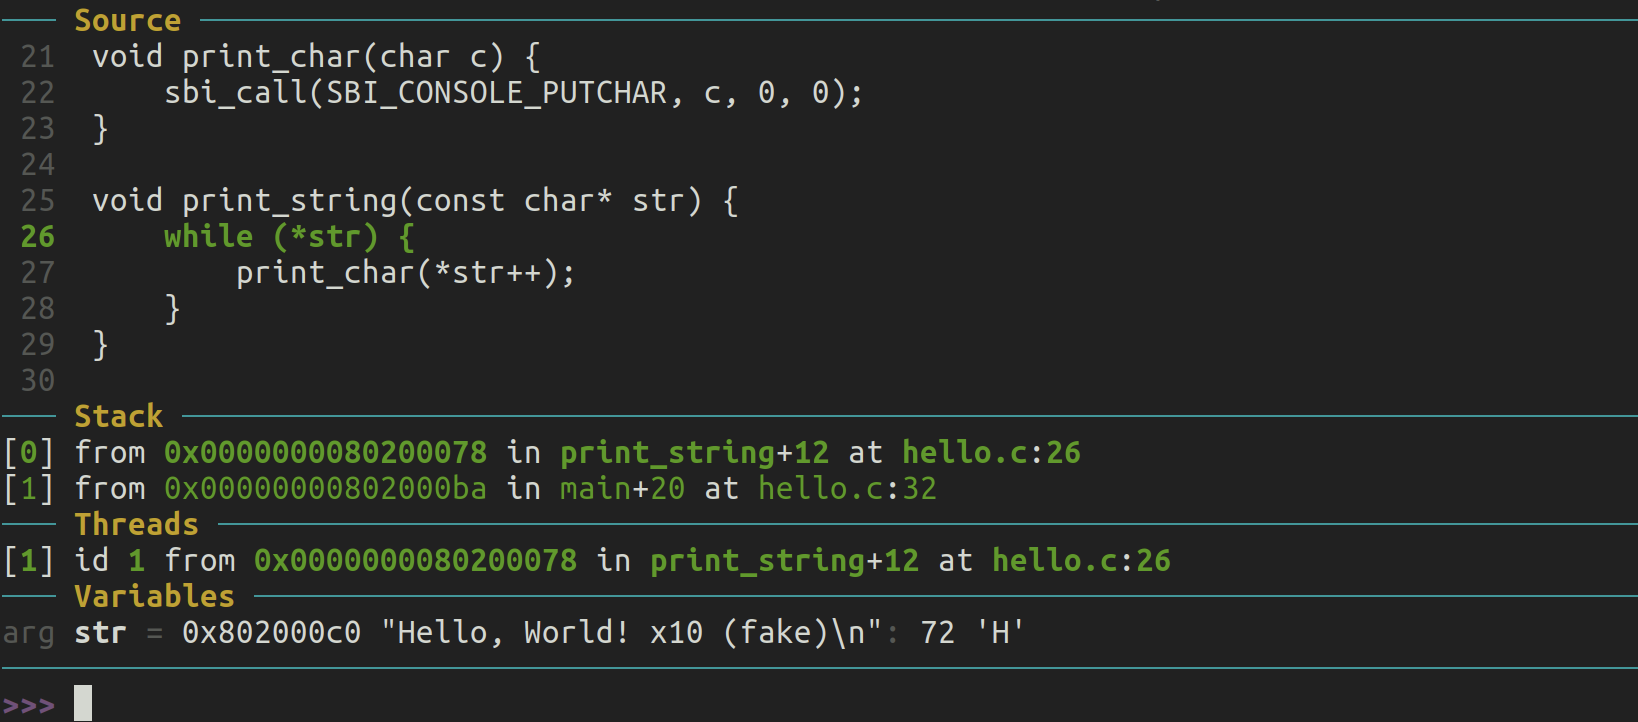 Source
21 void print_char(char c) {
22     sbi_call(SBI_CONSOLE_PUTCHAR, c, 0, 0);
23 }
24
25 void print_string(const char* str) {
26     while (*str) {
27         print_char(*str++);
28     }
29 }
30
Stack
[0] from 0x0000000080200078 in print_string+12 at hello.c:26
[1] from 0x00000000802000ba in main+20 at hello.c:32
Threads
[1] id 1 from 0x0000000080200078 in print_string+12 at hello.c:26
Variables
arg str = 0x802000c0 "Hello, World! x10 (fake)\n": 72 'H'
>>>